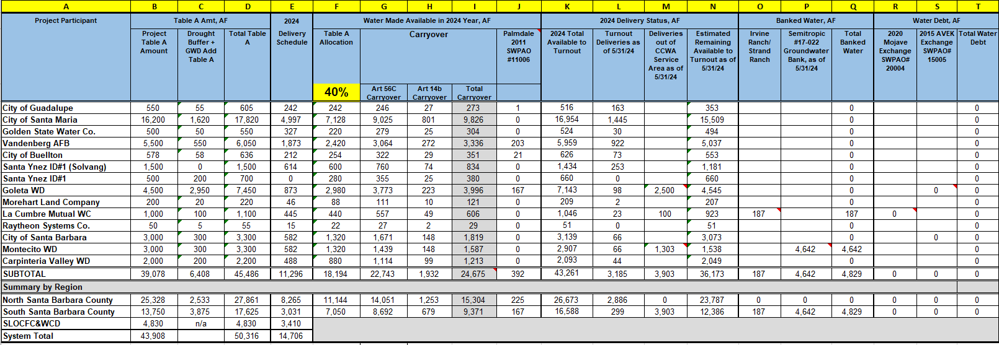 A B C D E F G H I J K L M N O P Q R S T
Project Participant Table A Amt, AF 2024 Water Made Available in 2024 Year, AF 2024 Delivery Status, AF Banked Water, AF Water Debt, AF
Project Table A Amount Drought Buffer + GWD Add Table A Total Table A Delivery Schedule Table A Allocation Carryover Palmdale 2011 SWPAO #11006 2024 Total Available to Turnout Turnout Deliveries as of 5/31/24 Deliveries out of CCWA Service Area as of 5/31/24 Estimated Remaining Available to Turnout as of 5/31/24 Irvine Ranch/ Strand Ranch Semitropic #17-022 Groundwater Bank, as of 5/31/24 Total Banked Water 2020 Mojave Exchange SWPAO# 20004 2015 AVEK Exchange SWPAO# 15005 Total Water Debt
40% Art 56C Carryover Art 14b Carryover Total Carryover
City of Guadalupe 550 55 605 242 242 246 27 273 1 516 163 353 0 0
City of Santa Maria 16,200 1,620 17,820 4,997 7,128 9,025 801 9,826 0 16,954 1,445 15,509 0 0
Golden State Water Co. 500 50 550 327 220 279 25 304 0 524 30 494 0 0
Vandenberg AFB 5,500 550 6,050 1,873 2,420 3,064 272 3,336 203 5,959 922 5,037 0 0
City of Buellton 578 58 636 212 254 322 29 351 21 626 73 553 0 0
Santa Ynez ID#1 (Solvang) 1,500 0 1,500 614 600 760 74 834 0 1,434 253 1,181 0 0
Santa Ynez ID#1 500 200 700 0 280 355 25 380 0 660 0 660 0 0
Goleta WD 4,500 2,950 7,450 873 2,980 3,773 223 3,996 167 7,143 98 2,500 4,545 0 0 0
Morehart Land Company 200 20 220 46 88 111 10 121 0 209 2 207 0 0
La Cumbre Mutual WC 1,000 100 1,100 445 440 557 49 606 0 1,046 23 100 923 187 187 0 0
Raytheon Systems Co. 50 5 55 15 22 27 2 29 0 51 0 51 0 0
City of Santa Barbara 3,000 300 3,300 582 1,320 1,671 148 1,819 0 3,139 66 3,073 0 0 0
Montecito WD 3,000 300 3,300 582 1,320 1,439 148 1,587 0 2,907 66 1,303 1,538 4,642 4,642 0
Carpinteria Valley WD 2,000 200 2,200 488 880 1,114 99 1,213 0 2,093 44 2,049 0 0
SUBTOTAL 39,078 6,408 45,486 11,296 18,194 22,743 1,932 24,675 392 43,261 3,185 3,903 36,173 187 4,642 4,829 0 0 0
Summary by Region
North Santa Barbara County 25,328 2,533 27,861 8,265 11,144 14,051 1,253 15,304 225 26,673 2,886 0 23,787 0 0 0 0 0 0
South Santa Barbara County 13,750 3,875 17,625 3,031 7,050 8,692 679 9,371 167 16,588 299 3,903 12,386 187 4,642 4,829 0 0 0
SLOCFC&WCD 4,830 n/a 4,830 3,410
System Total 43,908 50,316 14,706